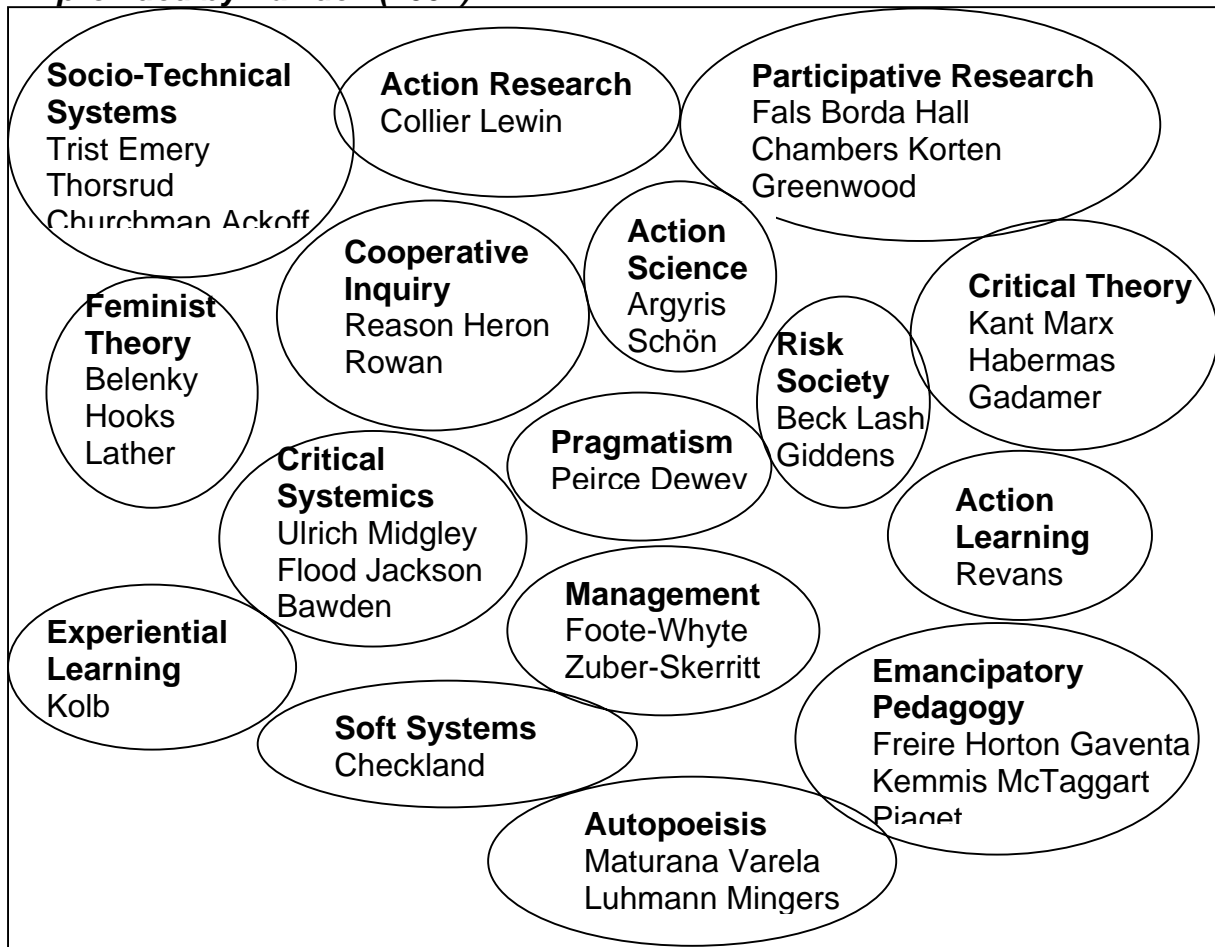 Socio-Technical
Systems
Trist Emery
Thorsrud
Churchman Ackoff
Action Research
Collier Lewin
Participative Research
Fals Borda Hall
Chambers Korten
Greenwood
Cooperative
Inquiry
Reason Heron
Rowan
Action
Science
Argyris
Schön
Critical Theory
Kant Marx
Habermas
Gadamer
Feminist
Theory
Belenky
Hooks
Lather
Risk
Society
Beck Lash
Giddens
Critical
Systemics
Ulrich Midgley
Flood Jackson
Bawden
Pragmatism
Peirce Dewey
Action
Learning
Revans
Experiential
Learning
Kolb
Management
Foote-Whyte
Zuber-Skerritt
Soft Systems
Checkland
Emancipatory
Pedagogy
Freire Horton Gaventa
Kemmis McTaggart
Piaget
Autopoeisis
Maturana Varela
Luhmann Mingers